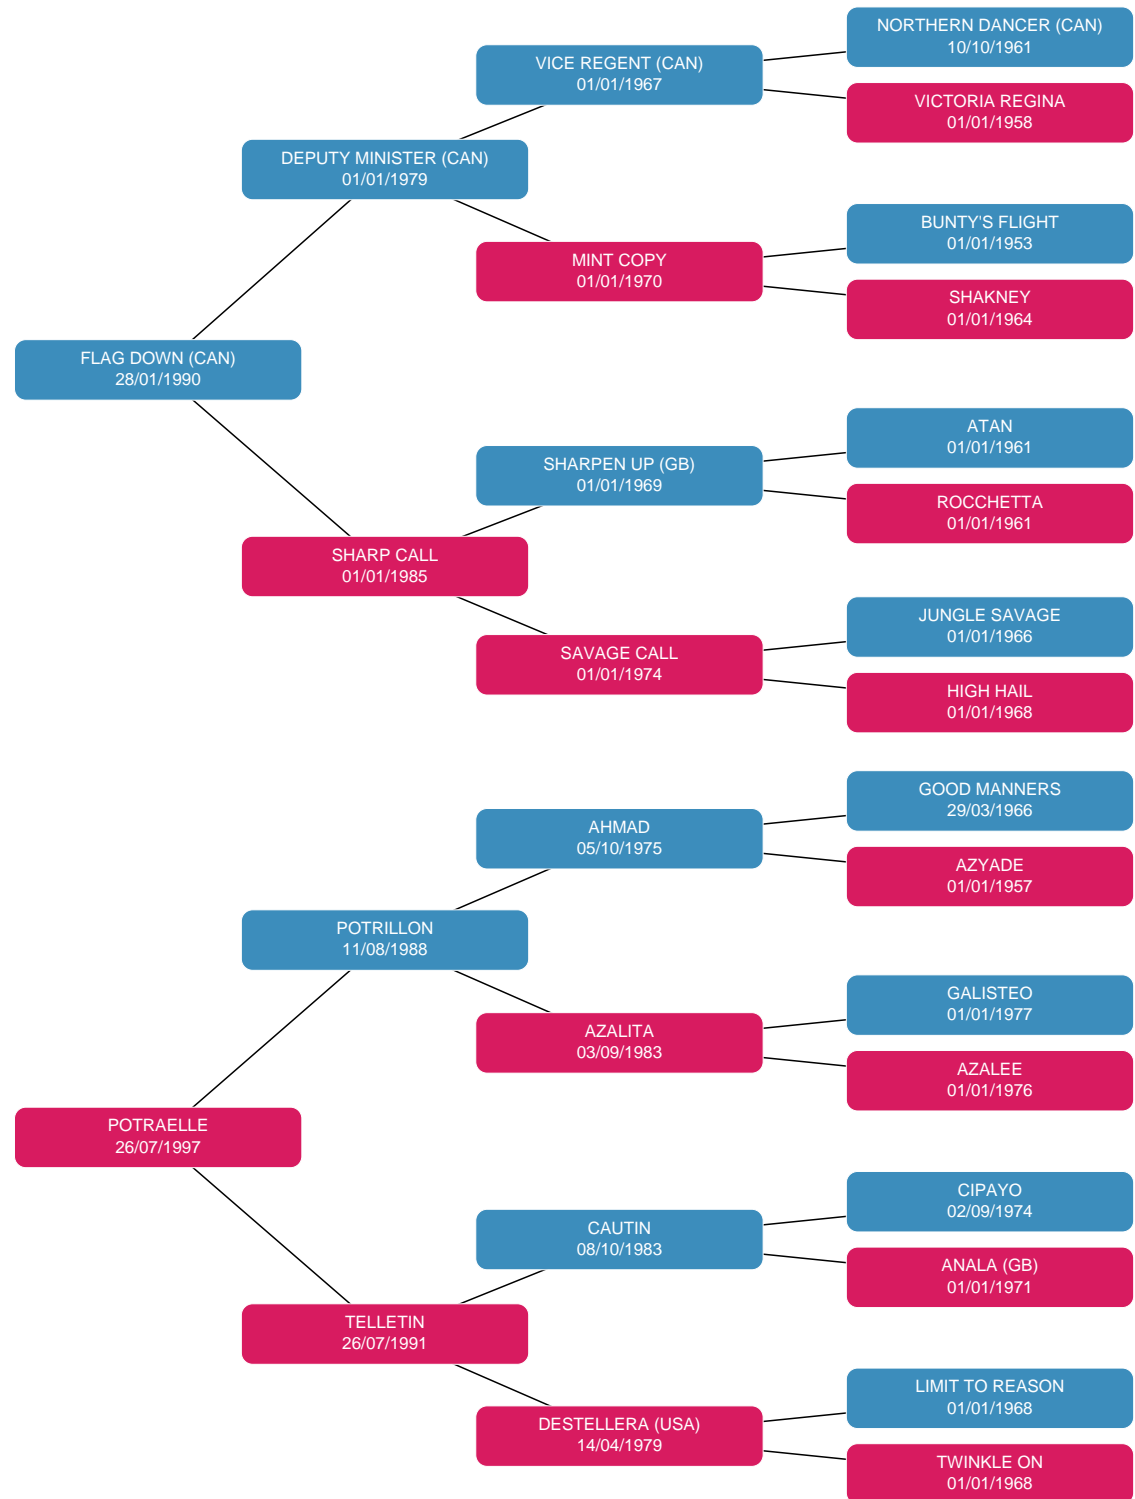 NORTHERN DANCER (CAN)
10/10/1961
VICE REGENT (CAN)
01/01/1967
VICTORIA REGINA
01/01/1958
DEPUTY MINISTER (CAN)
01/01/1979
BUNTY'S FLIGHT
01/01/1953
MINT COPY
01/01/1970
SHAKNEY
01/01/1964
FLAG DOWN (CAN)
28/01/1990
ATAN
01/01/1961
SHARPEN UP (GB)
01/01/1969
ROCCHETTA
01/01/1961
SHARP CALL
01/01/1985
JUNGLE SAVAGE
01/01/1966
SAVAGE CALL
01/01/1974
HIGH HAIL
01/01/1968
GOOD MANNERS
29/03/1966
AHMAD
05/10/1975
AZYADE
01/01/1957
POTRILLON
11/08/1988
GALISTEO
01/01/1977
AZALITA
03/09/1983
AZALEE
01/01/1976
POTRAELLE
26/07/1997
CIPAYO
02/09/1974
CAUTIN
08/10/1983
ANALA (GB)
01/01/1971
TELLETIN
26/07/1991
LIMIT TO REASON
01/01/1968
DESTELLERA (USA)
14/04/1979
TWINKLE ON
01/01/1968